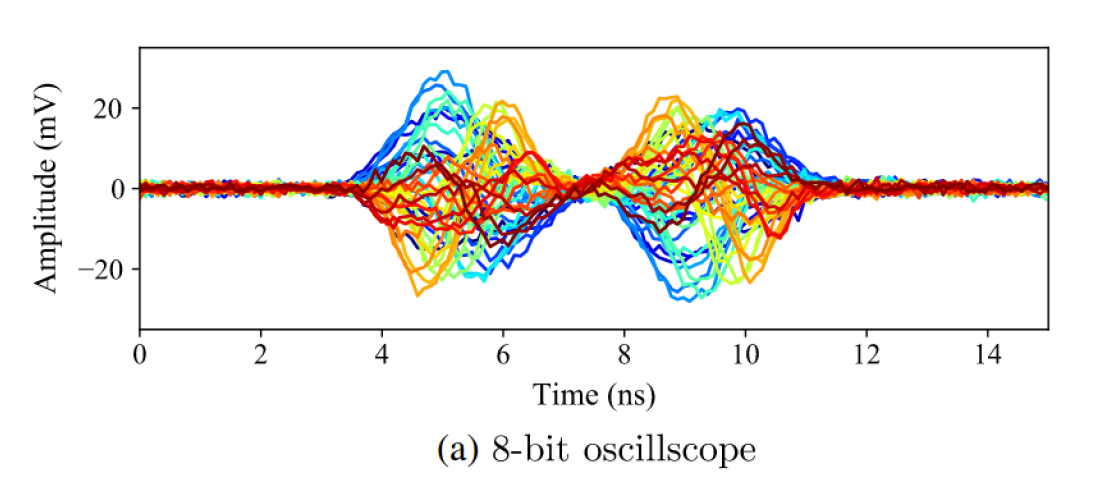 Amplitude (mV)
20
0
−20
0 2 4 6 8 10 12 14
Time (ns)
(a) 8-bit oscillscope